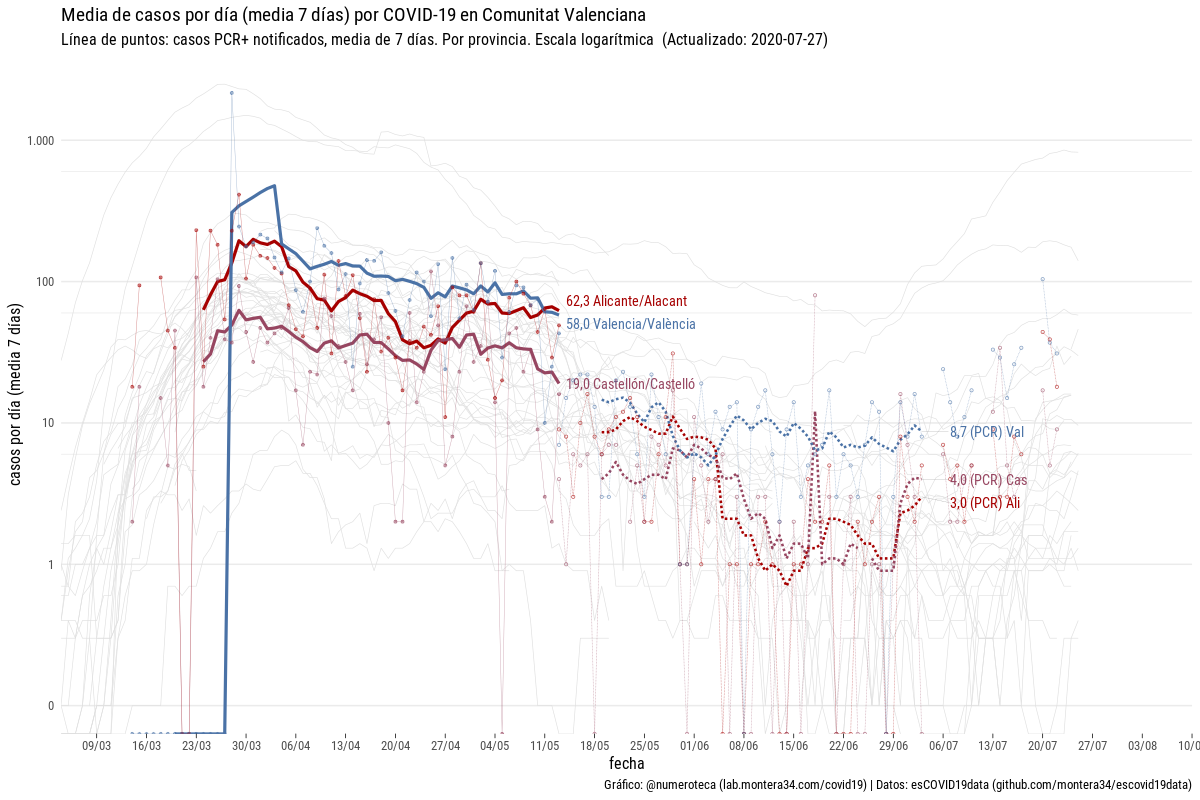 Media de casos por día (media 7 días) por COVID-19 en Comunitat Valenciana
Línea de puntos: casos PCR+ notificados, media de 7 días. Por provincia. Escala logarítmica (Actualizado: 2020-07-27)
casos por día (media 7 días)
1.000
100
10
1
0
62,3 Alicante/Alacant
58,0 Valencia/València
19,0 Castellón/Castelló
8,7 (PCR) Val
4,0 (PCR) Cas
3,0 (PCR) Ali
09/03 16/03 23/03 30/03 06/04 13/04 20/04 27/04 04/05 11/05 18/05 25/05 01/06 08/06 15/06 22/06 29/06 06/07 13/07 20/07 27/07 03/08 10/0
fecha
Gráfico: @numeroteca (lab.montera34.com/covid19) | Datos: esCOVID19data (github.com/montera34/escovid19data)